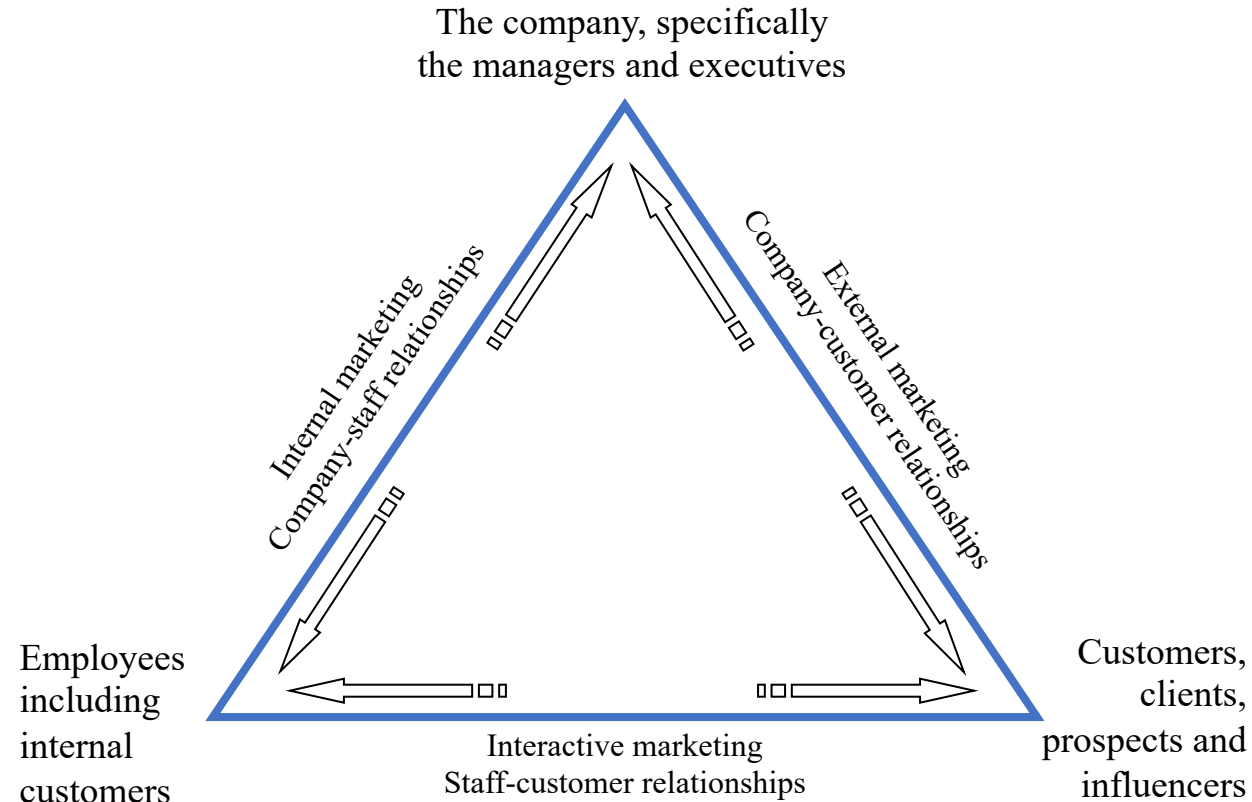 The company, specifically
the managers and executives
Internal marketing
Company-staff relationships
External marketing
Company-customer relationships
Employees
including
internal
customers
Customers,
clients,
prospects and
influencers
Interactive marketing
Staff-customer relationships